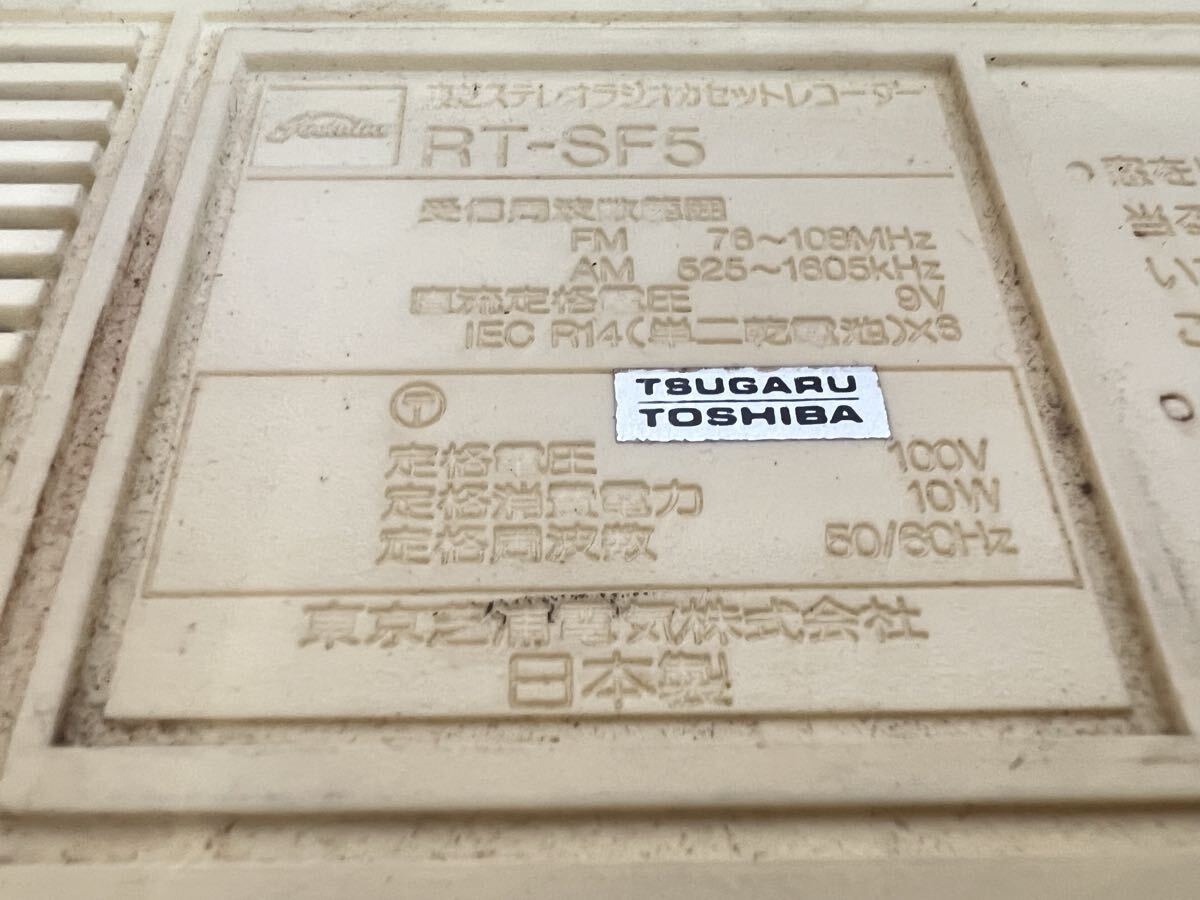 Toshiba
東芝ステレオラジオカセットレコーダー
RT-SF5
受信周波数範囲
FM 76〜108MHz
AM 525〜1605kHz
直流定格電圧 9V
IEC R14(単二乾電池)×6
TSUGARU
TOSHIBA
定格電圧 100V
定格消費電力 10W
定格周波数 50/60Hz
東京芝浦電気株式会社
日本製